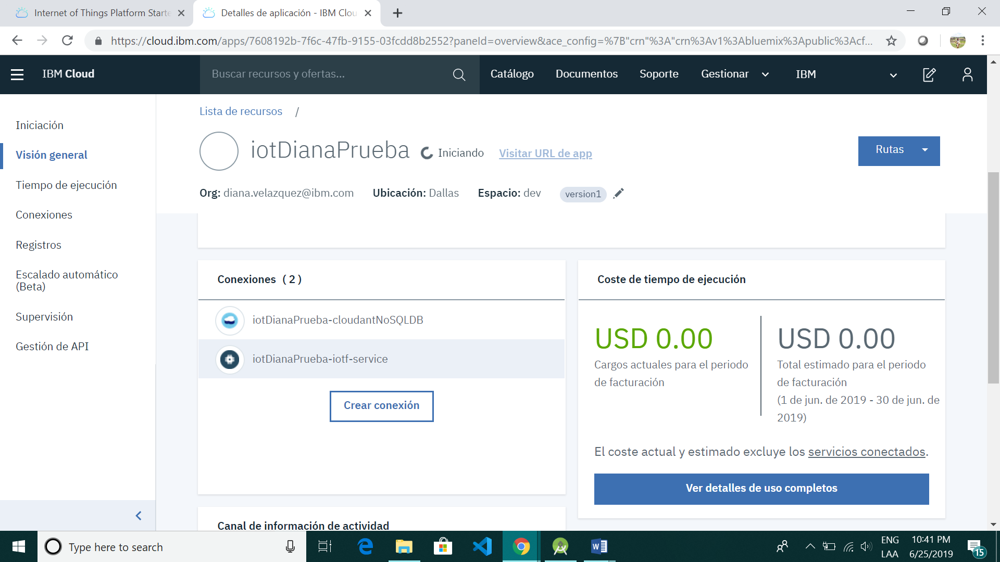 Internet of Things Platform Starte
Detalles de aplicación - IBM Clou
https://cloud.ibm.com/apps/7608192b-7f6c-47fb-9155-03fcdd8b2552?paneId=overview&ace_config=%7B"crn"%3A"crn%3Av1%3Abluemix%3Apublic%3Acf...
IBM Cloud
Buscar recursos y ofertas...
Catálogo
Documentos
Soporte
Gestionar
IBM
Iniciación
Visión general
Tiempo de ejecución
Conexiones
Registros
Escalado automático
(Beta)
Supervisión
Gestión de API
Lista de recursos /
iotDianaPrueba
Iniciando
Visitar URL de app
Rutas
Org: diana.velazquez@ibm.com
Ubicación: Dallas
Espacio: dev
version1
Conexiones ( 2 )
iotDianaPrueba-cloudantNoSQLDB
iotDianaPrueba-iotf-service
Crear conexión
Coste de tiempo de ejecución
USD 0.00
Cargos actuales para el periodo
de facturación
USD 0.00
Total estimado para el periodo
de facturación
(1 de jun. de 2019 - 30 de jun. de
2019)
El coste actual y estimado excluye los servicios conectados.
Ver detalles de uso completos
Canal de información de actividad
Type here to search
ENG
LAA
10:41 PM
6/25/2019
15